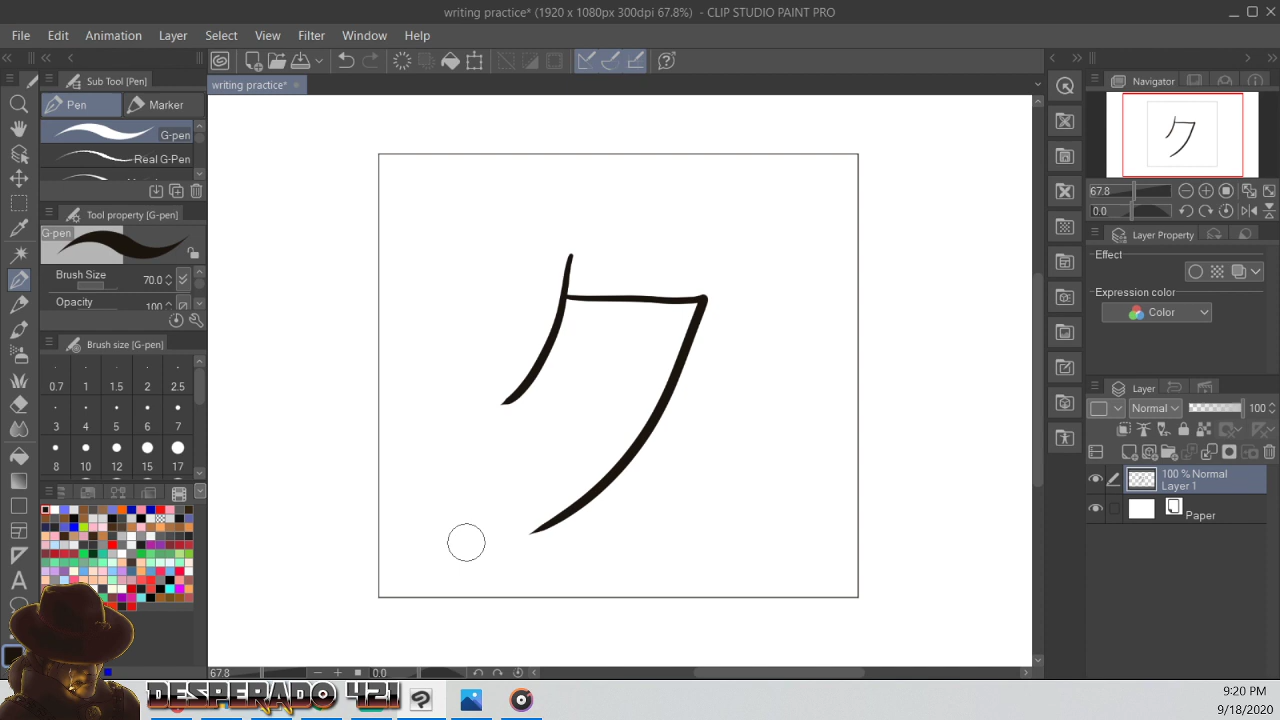 writing practice* (1920 x 1080px 300dpi 67.8%) - CLIP STUDIO PAINT PRO
File Edit Animation Layer Select View Filter Window Help
Sub Tool [Pen]
Pen Marker
G-pen
Real G-Pen
Tool property [G-pen]
G-pen
Brush Size 70.0
Opacity 100
Brush size [G-pen]
0.7 1 1.5 2 2.5
3 4 5 6 7
8 10 12 15 17
writing practice*
ク
67.8 0.0
Navigator
ク
67.8
0.0
Layer Property
Effect
Expression color
Color
Layer
Normal 100
100 % Normal
Layer 1
Paper
DESPERADO 421
9:20 PM
9/18/2020